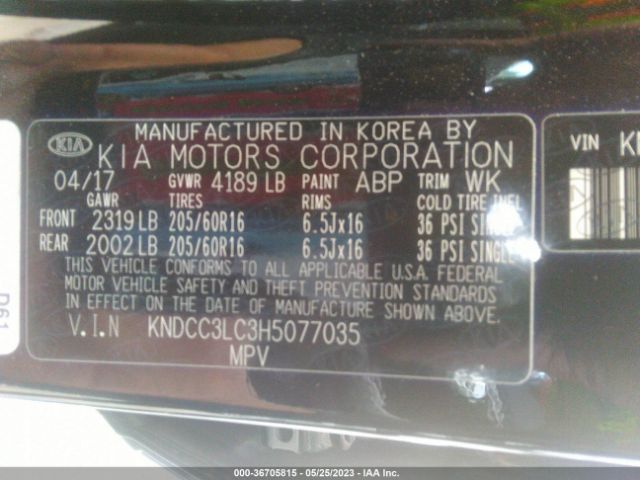 MANUFACTURED IN KOREA BY
KIA KIA MOTORS CORPORATION
04/17 GVWR 4189 LB PAINT ABP TRIM WK
GAWR TIRES RIMS COLD TIRE INFL
FRONT 2319 LB 205/60R16 6.5Jx16 36 PSI SINGLE
REAR 2002 LB 205/60R16 6.5Jx16 36 PSI SINGLE
THIS VEHICLE CONFORMS TO ALL APPLICABLE U.S.A. FEDERAL
MOTOR VEHICLE SAFETY AND THEFT PREVENTION STANDARDS
IN EFFECT ON THE DATE OF MANUFACTURE SHOWN ABOVE.
V.I.N KNDCC3LC3H5077035
MPV
VIN
D61
000-36705815 - 05/25/2023 - IAA Inc.